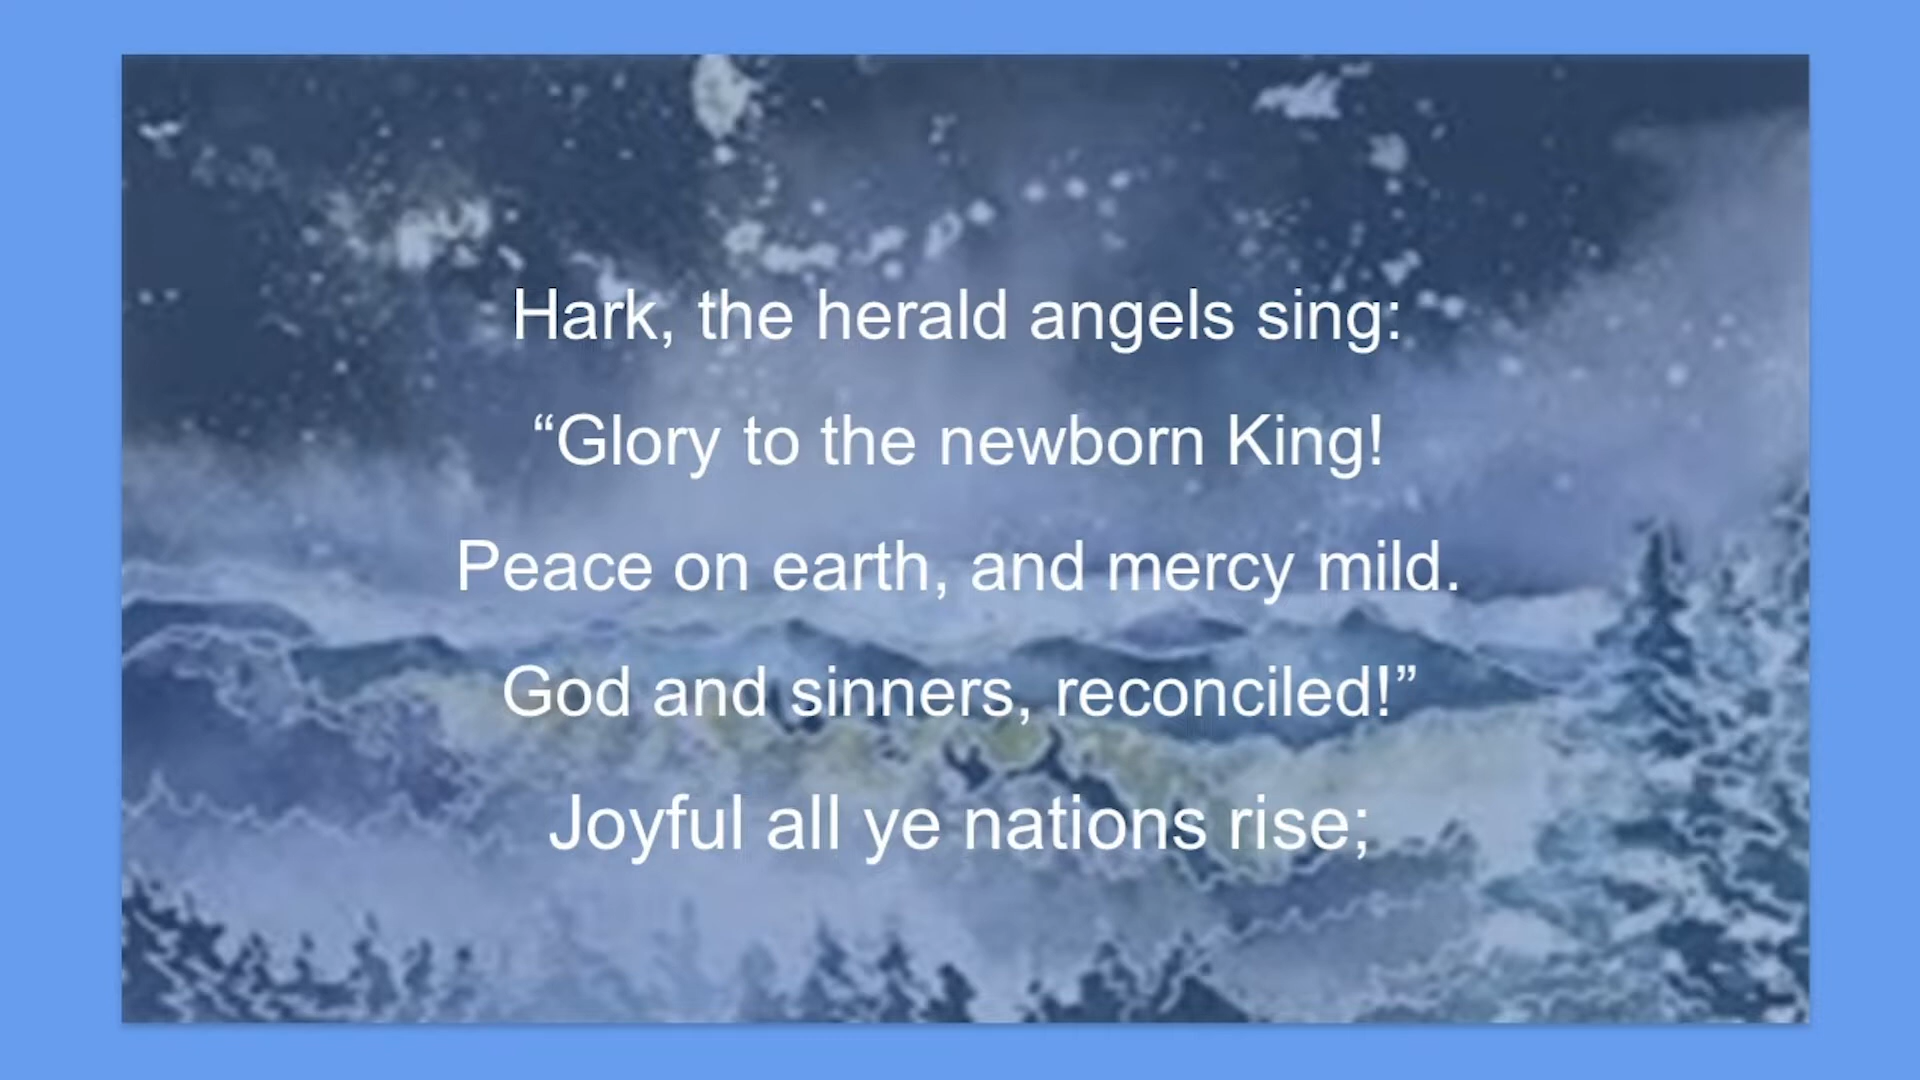 Hark, the herald angels sing:
“Glory to the newborn King!
Peace on earth, and mercy mild.
God and sinners, reconciled!”
Joyful all ye nations rise;